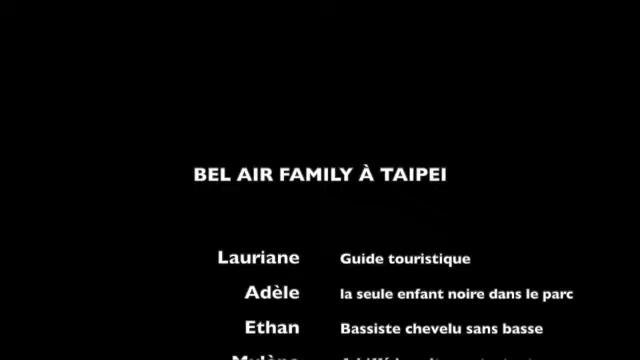 BEL AIR FAMILY À TAIPEI
Lauriane Guide touristique
Adèle la seule enfant noire dans le parc
Ethan Bassiste chevelu sans basse
Mylène